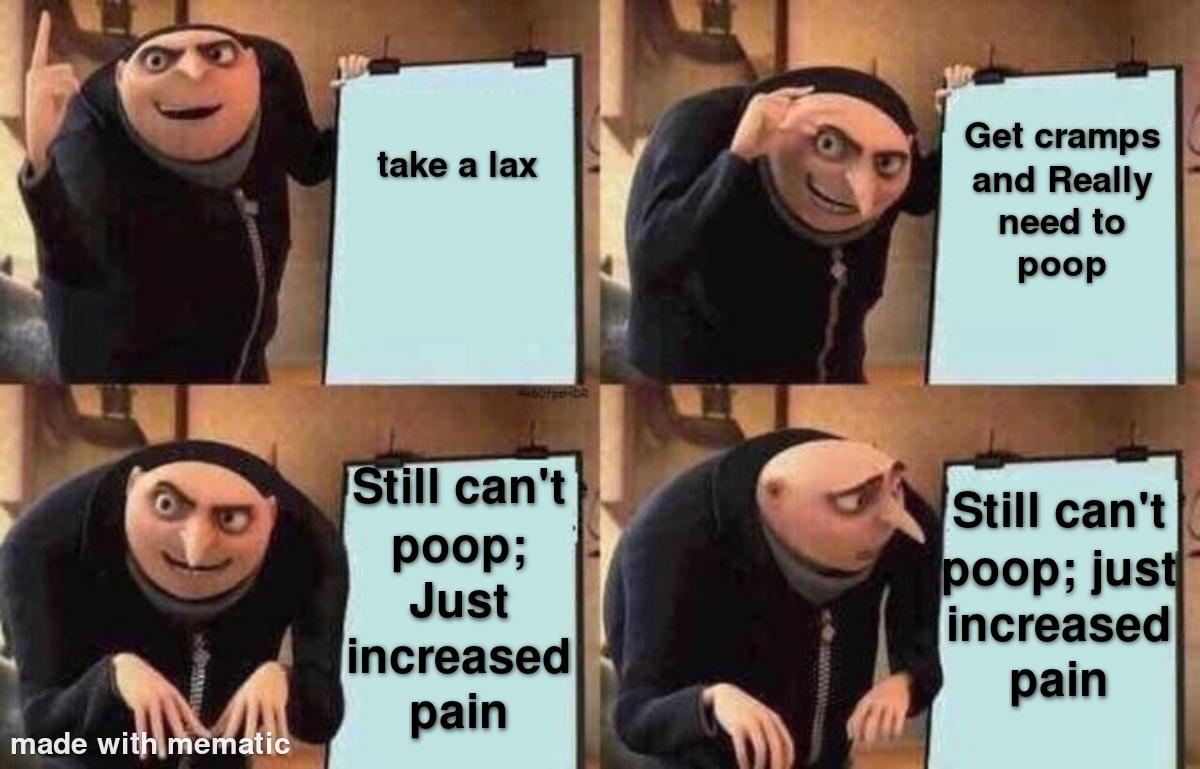 take a lax
Get cramps
and Really
need to
poop
Still can't
poop;
Just
increased
pain
Still can't
poop; just
increased
pain
made with mematic